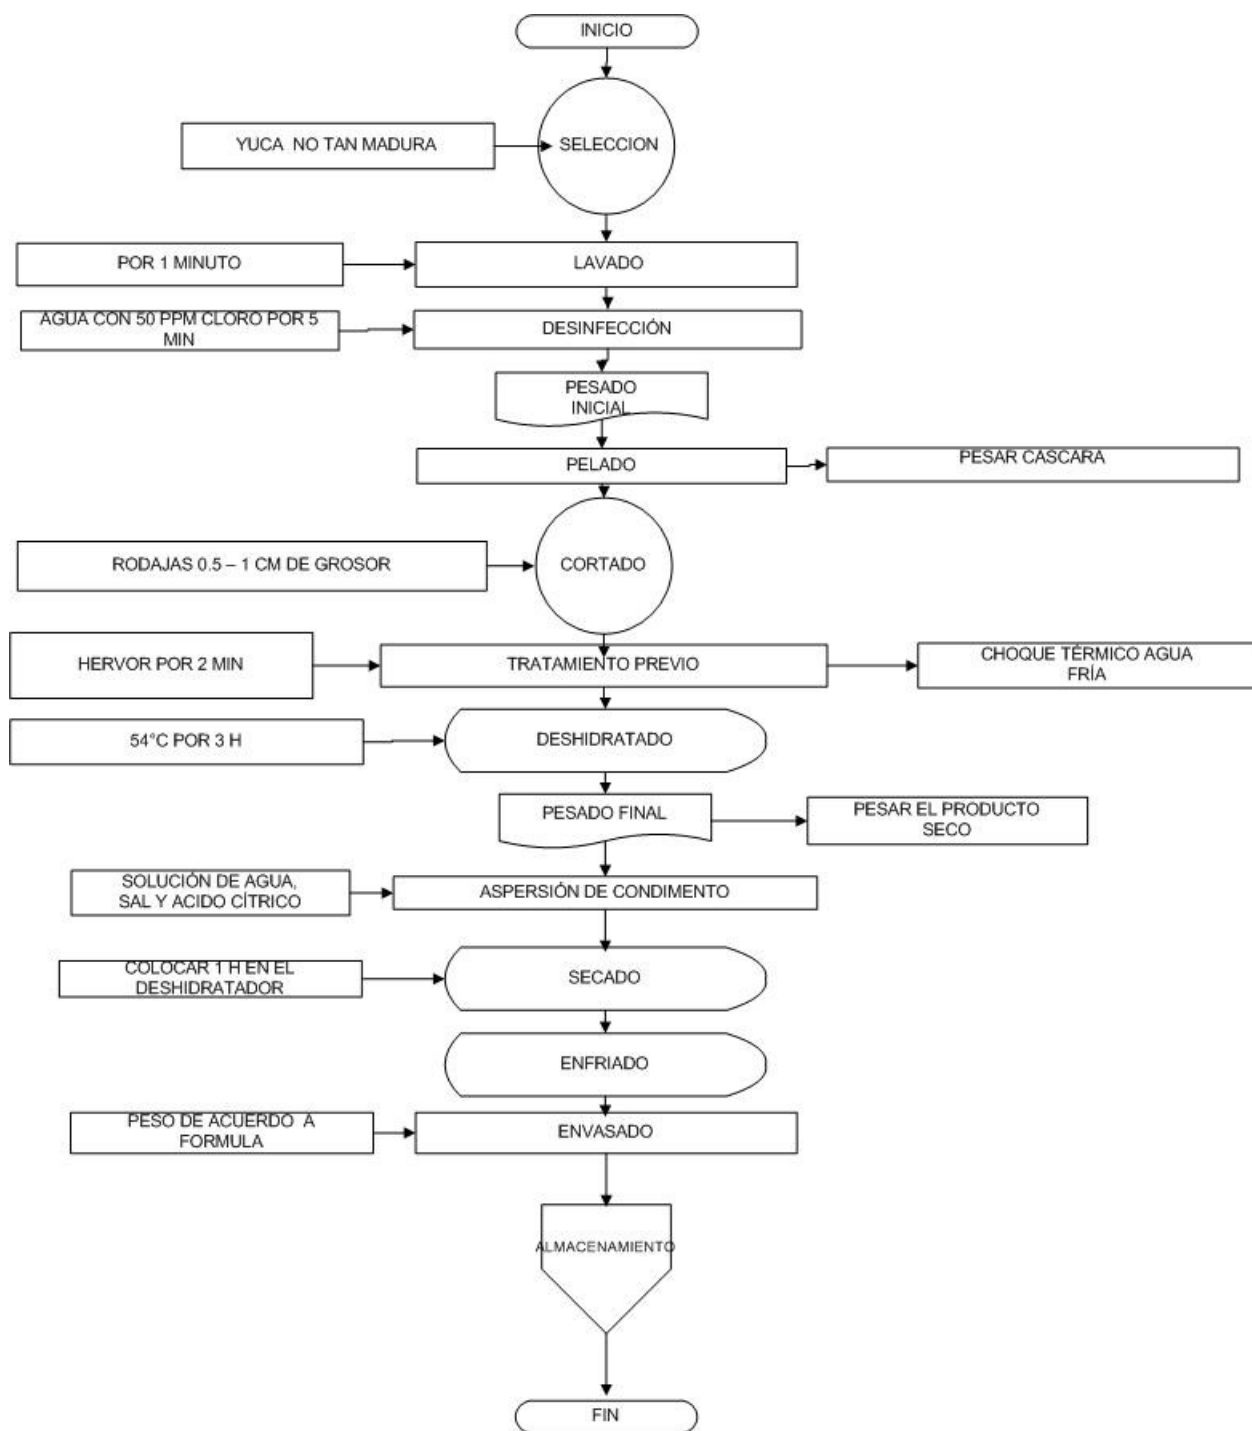 INICIO
YUCA NO TAN MADURA
SELECCION
POR 1 MINUTO
LAVADO
AGUA CON 50 PPM CLORO POR 5
MIN
DESINFECCIÓN
PESADO
INICIAL
PELADO
PESAR CASCARA
RODAJAS 0.5 – 1 CM DE GROSOR
CORTADO
HERVOR POR 2 MIN
TRATAMIENTO PREVIO
CHOQUE TÉRMICO AGUA
FRÍA
54°C POR 3 H
DESHIDRATADO
PESADO FINAL
PESAR EL PRODUCTO
SECO
SOLUCIÓN DE AGUA,
SAL Y ACIDO CÍTRICO
ASPERSIÓN DE CONDIMENTO
COLOCAR 1 H EN EL
DESHIDRATADOR
SECADO
ENFRIADO
PESO DE ACUERDO A
FORMULA
ENVASADO
ALMACENAMIENTO
FIN